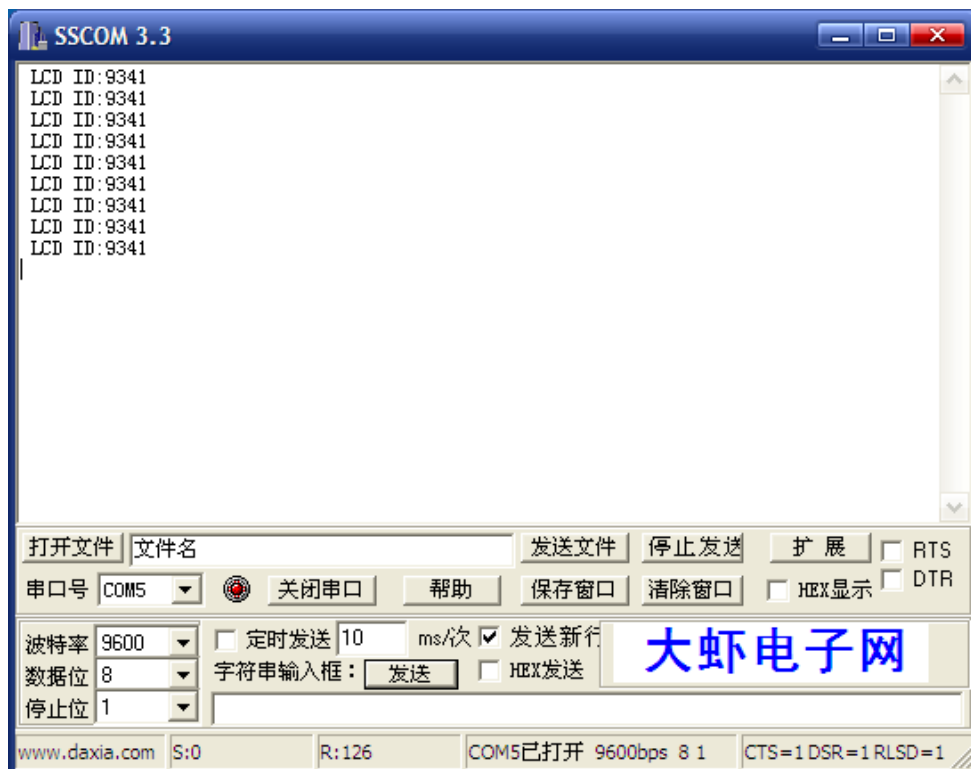 SSCOM 3.3
LCD ID:9341
LCD ID:9341
LCD ID:9341
LCD ID:9341
LCD ID:9341
LCD ID:9341
LCD ID:9341
LCD ID:9341
LCD ID:9341
打开文件 文件名 发送文件 停止发送 扩 展 RTS
串口号 COM5 关闭串口 帮助 保存窗口 清除窗口 HEX显示 DTR
波特率 9600 定时发送 10 ms/次 发送新行 大虾电子网
数据位 8 字符串输入框： 发送 HEX发送
停止位 1
www.daxia.com S:0 R:126 COM5已打开 9600bps 8 1 CTS=1 DSR=1 RLSD=1